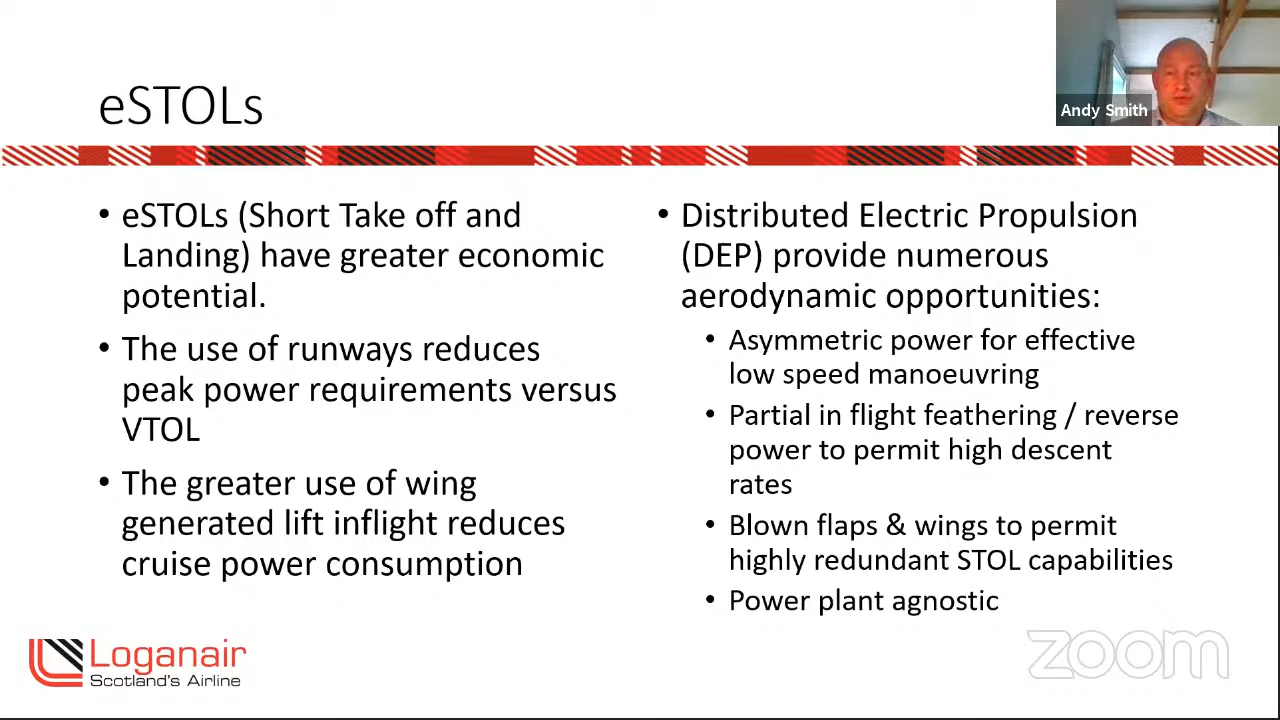 Andy Smith
eSTOLs
• eSTOLs (Short Take off and
Landing) have greater economic
potential.
• The use of runways reduces
peak power requirements versus
VTOL
• The greater use of wing
generated lift inflight reduces
cruise power consumption
• Distributed Electric Propulsion
(DEP) provide numerous
aerodynamic opportunities:
• Asymmetric power for effective
low speed manoeuvring
• Partial in flight feathering / reverse
power to permit high descent
rates
• Blown flaps & wings to permit
highly redundant STOL capabilities
• Power plant agnostic
Loganair
Scotland's Airline
zoom